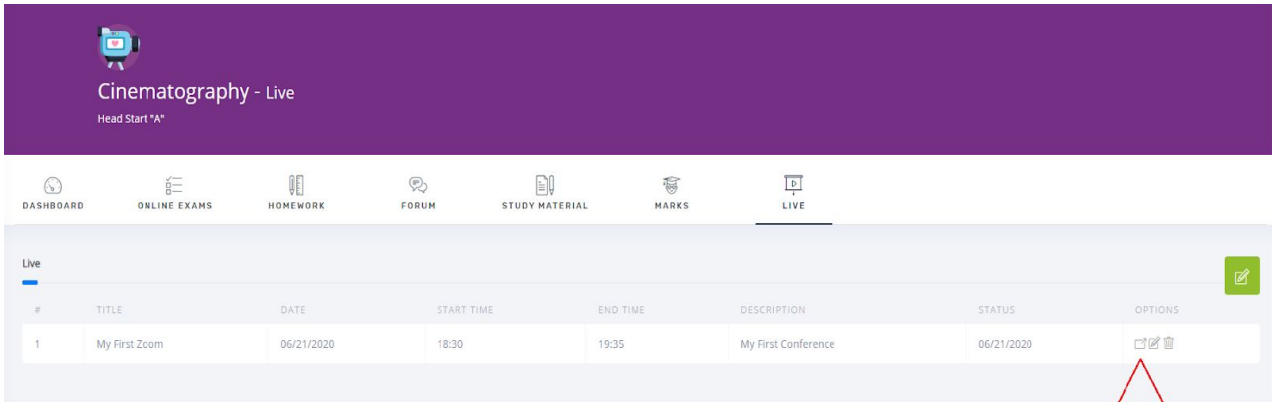 Cinematography - Live
Head Start "A"
DASHBOARD ONLINE EXAMS HOMEWORK FORUM STUDY MATERIAL MARKS LIVE
Live
# TITLE DATE START TIME END TIME DESCRIPTION STATUS OPTIONS
1 My First Zoom 06/21/2020 18:30 19:35 My First Conference 06/21/2020